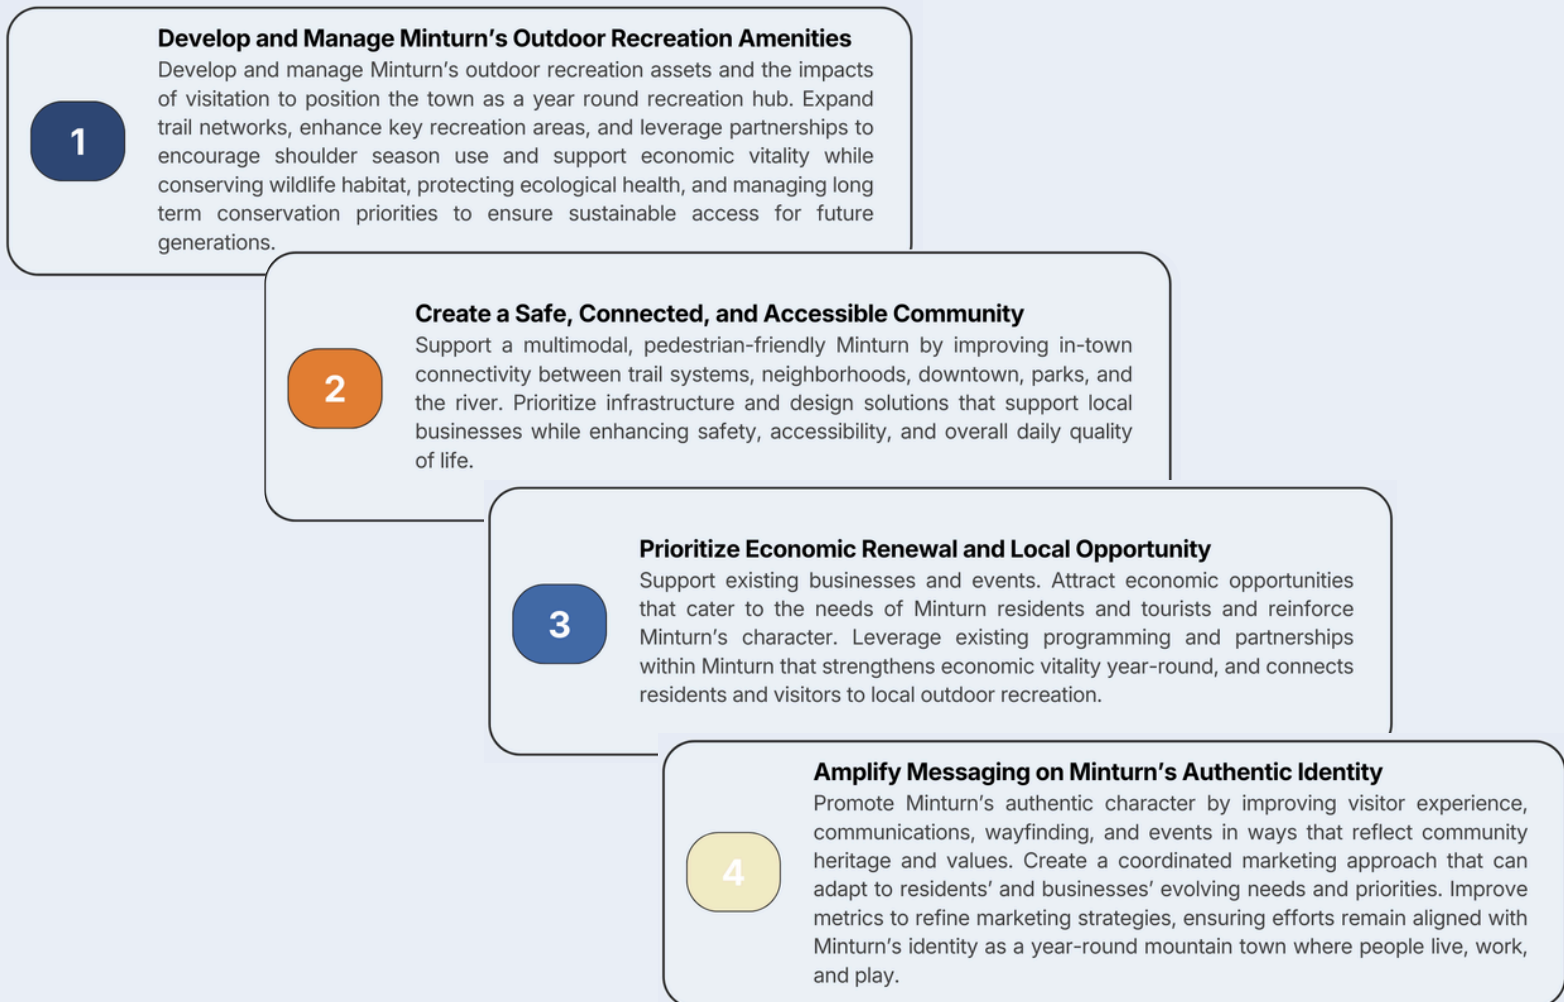 Develop and Manage Minturn’s Outdoor Recreation Amenities
Develop and manage Minturn’s outdoor recreation assets and the impacts
of visitation to position the town as a year round recreation hub. Expand
trail networks, enhance key recreation areas, and leverage partnerships to
1
encourage shoulder season use and support economic vitality while
conserving wildlife habitat, protecting ecological health, and managing long
term conservation priorities to ensure sustainable access for future
generations.
Create a Safe, Connected, and Accessible Community
Support a multimodal, pedestrian-friendly Minturn by improving in-town
connectivity between trail systems, neighborhoods, downtown, parks, and
2
the river. Prioritize infrastructure and design solutions that support local
businesses while enhancing safety, accessibility, and overall daily quality
of life.
Prioritize Economic Renewal and Local Opportunity
Support existing businesses and events. Attract economic opportunities
that cater to the needs of Minturn residents and tourists and reinforce
3
Minturn’s character. Leverage existing programming and partnerships
within Minturn that strengthens economic vitality year-round, and connects
residents and visitors to local outdoor recreation.
Amplify Messaging on Minturn’s Authentic Identity
Promote Minturn’s authentic character by improving visitor experience,
communications, wayfinding, and events in ways that reflect community
heritage and values. Create a coordinated marketing approach that can
4
adapt to residents’ and businesses’ evolving needs and priorities. Improve
metrics to refine marketing strategies, ensuring efforts remain aligned with
Minturn’s identity as a year-round mountain town where people live, work,
and play.